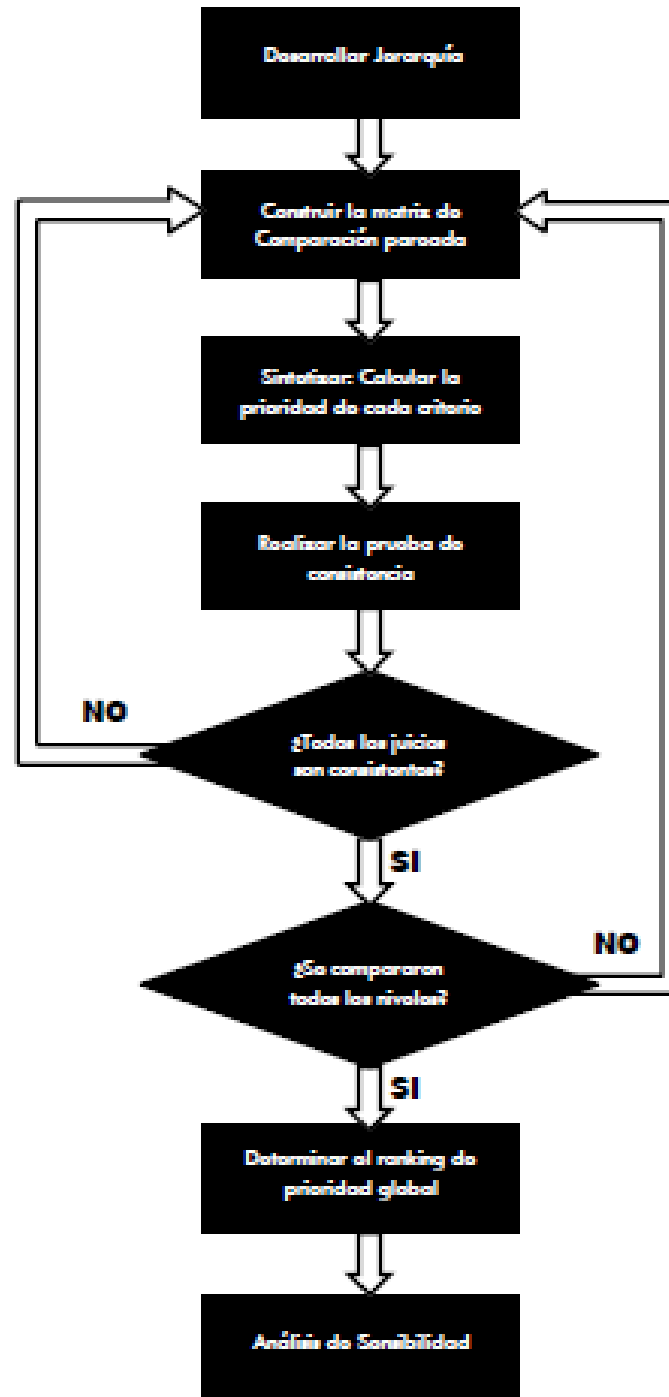 Desarrollar Jerarquía
Construir la matriz de
Comparación pareada
Sintetizar: Calcular la
prioridad de cada criterio
Realizar la prueba de
consistencia
NO
¿Todos los juicios
son consistentes?
SI
NO
¿Se compararon
todos los niveles?
SI
Determinar el ranking de
prioridad global
Análisis de Sensibilidad